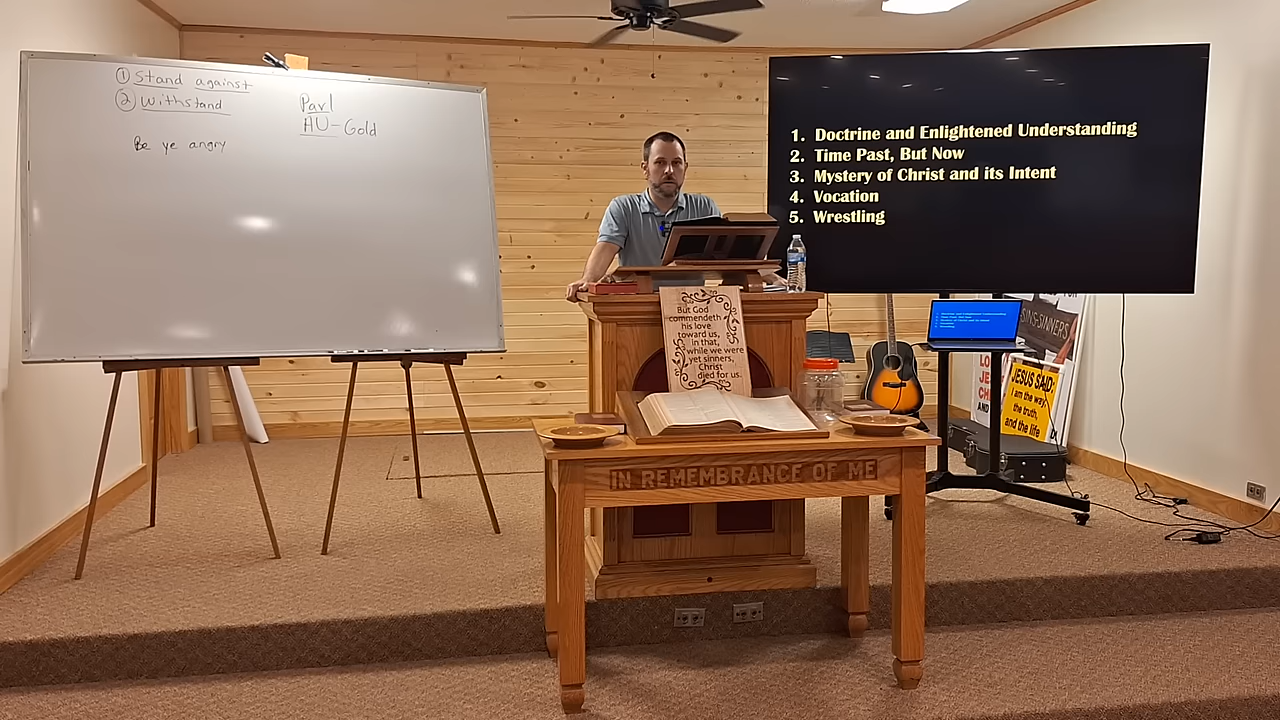 ① Stand against
② Withstand
Be ye angry
Par!
AU - Gold
1. Doctrine and Enlightened Understanding
2. Time Past, But Now
3. Mystery of Christ and its Intent
4. Vocation
5. Wrestling
But God
commendeth
his love
toward us,
in that,
while we were
yet sinners,
Christ
died for us.
IN REMEMBRANCE OF ME
SINS-SINNERS
JESUS SAID:
I am the way,
the truth,
and the life